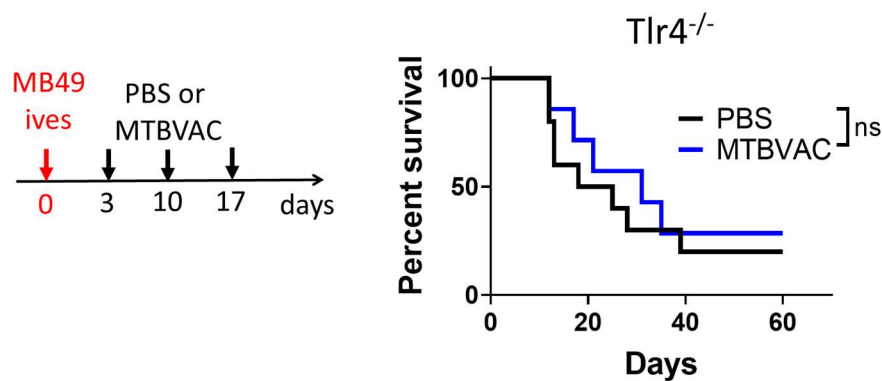 MB49
ives
PBS or
MTBVAC
0
3
10
17
days
Tlr4-/-
Percent survival
100
50
0
PBS
MTBVAC
ns
0
20
40
60
Days